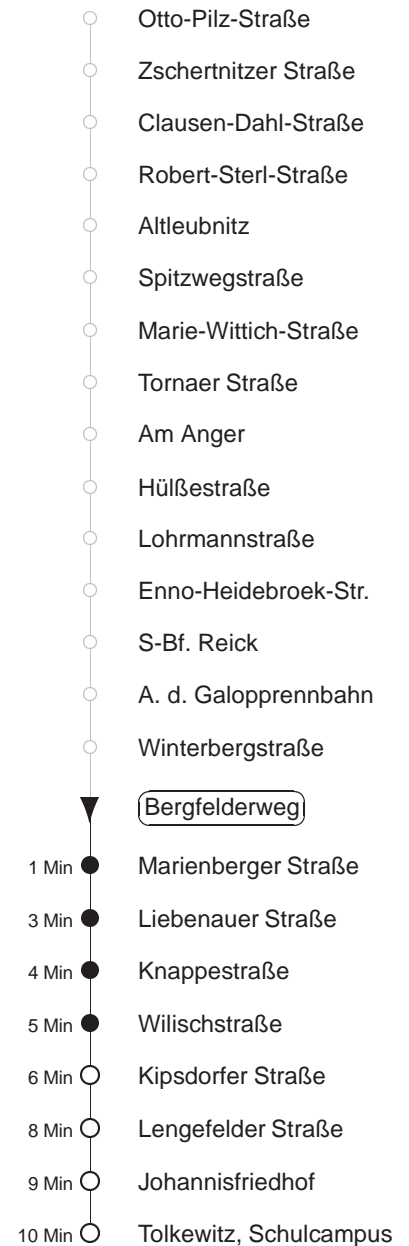 Otto-Pilz-Straße
Zschertnitzer Straße
Clausen-Dahl-Straße
Robert-Sterl-Straße
Altleubnitz
Spitzwegstraße
Marie-Wittich-Straße
Tornaer Straße
Am Anger
Hülßestraße
Lohrmannstraße
Enno-Heidebroek-Str.
S-Bf. Reick
A. d. Galopprennbahn
Winterbergstraße
Bergfelderweg
1 Min Marienberger Straße
3 Min Liebenauer Straße
4 Min Knappestraße
5 Min Wilischstraße
6 Min Kipsdorfer Straße
8 Min Lengefelder Straße
9 Min Johannisfriedhof
10 Min Tolkewitz, Schulcampus